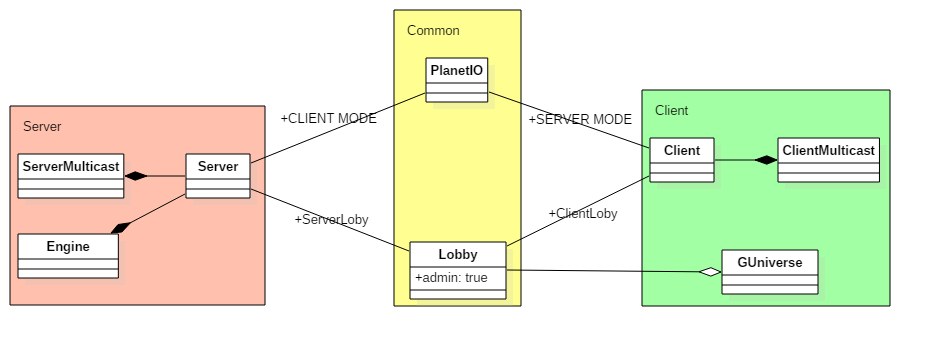 Common
PlanetIO
+CLIENT MODE
+SERVER MODE
Server
ServerMulticast
Server
Engine
+ServerLoby
Lobby
+admin: true
+ClientLoby
Client
Client
ClientMulticast
GUniverse